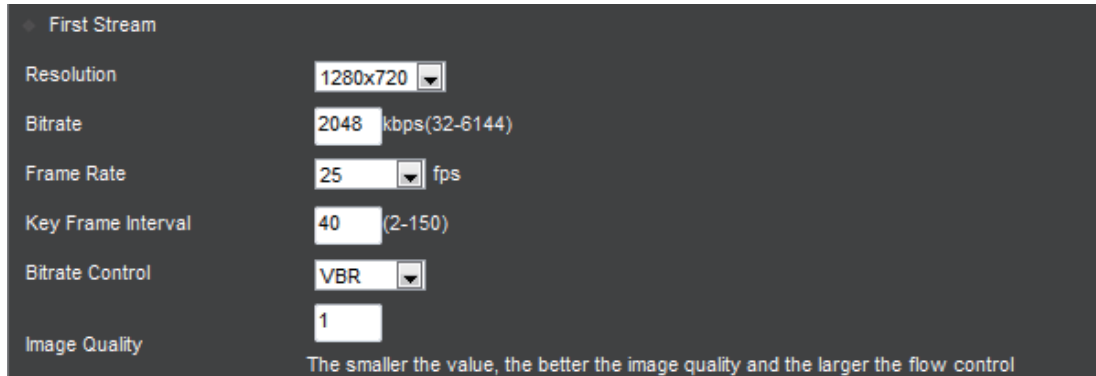 First Stream
Resolution 1280x720
Bitrate 2048 kbps(32-6144)
Frame Rate 25 fps
Key Frame Interval 40 (2-150)
Bitrate Control VBR
Image Quality 1
The smaller the value, the better the image quality and the larger the flow control